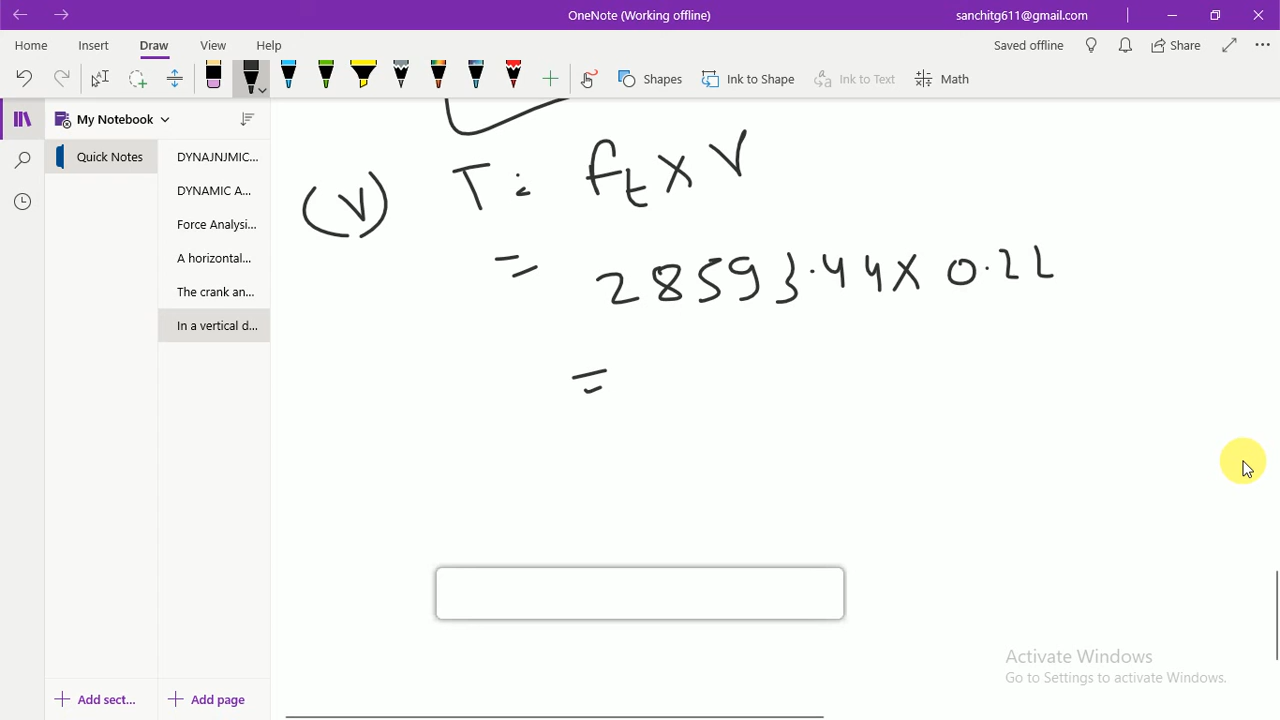 OneNote (Working offline)
sanchitg611@gmail.com
Home Insert Draw View Help
Saved offline
Share
Shapes
Ink to Shape
Ink to Text
Math
My Notebook
Quick Notes
DYNAJNJMIC...
DYNAMIC A...
Force Analysi...
A horizontal...
The crank an...
In a vertical d...
(V) T = ft x r
= 28593.44 x 0.22
=
Activate Windows
Go to Settings to activate Windows.
Add sect...
Add page